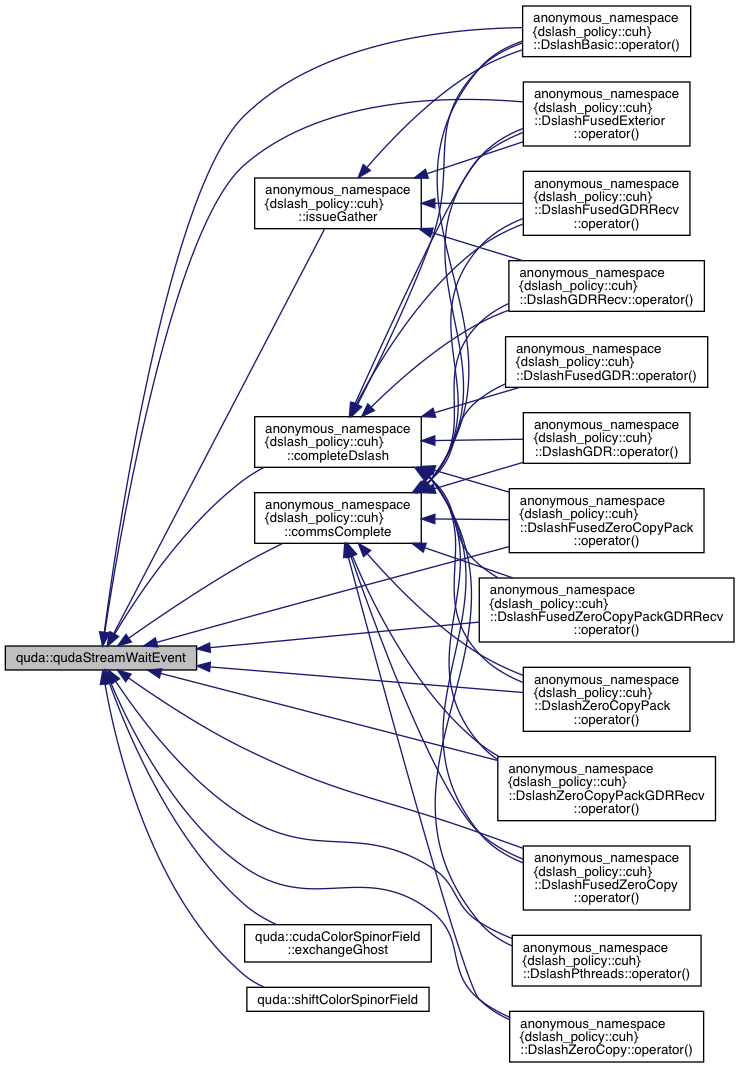 anonymous_namespace
{dslash_policy::cuh}
::DslashBasic::operator()
anonymous_namespace
{dslash_policy::cuh}
::DslashFusedExterior
::operator()
anonymous_namespace
{dslash_policy::cuh}
::issueGather
anonymous_namespace
{dslash_policy::cuh}
::DslashFusedGDRRecv
::operator()
anonymous_namespace
{dslash_policy::cuh}
::DslashGDRRecv::operator()
anonymous_namespace
{dslash_policy::cuh}
::DslashFusedGDR::operator()
anonymous_namespace
{dslash_policy::cuh}
::completeDslash
anonymous_namespace
{dslash_policy::cuh}
::DslashGDR::operator()
anonymous_namespace
{dslash_policy::cuh}
::commsComplete
anonymous_namespace
{dslash_policy::cuh}
::DslashFusedZeroCopyPack
::operator()
anonymous_namespace
{dslash_policy::cuh}
::DslashFusedZeroCopyPackGDRRecv
::operator()
quda::qudaStreamWaitEvent
anonymous_namespace
{dslash_policy::cuh}
::DslashZeroCopyPack
::operator()
anonymous_namespace
{dslash_policy::cuh}
::DslashZeroCopyPackGDRRecv
::operator()
anonymous_namespace
{dslash_policy::cuh}
::DslashFusedZeroCopy
::operator()
quda::cudaColorSpinorField
::exchangeGhost
anonymous_namespace
{dslash_policy::cuh}
::DslashPthreads::operator()
quda::shiftColorSpinorField
anonymous_namespace
{dslash_policy::cuh}
::DslashZeroCopy::operator()